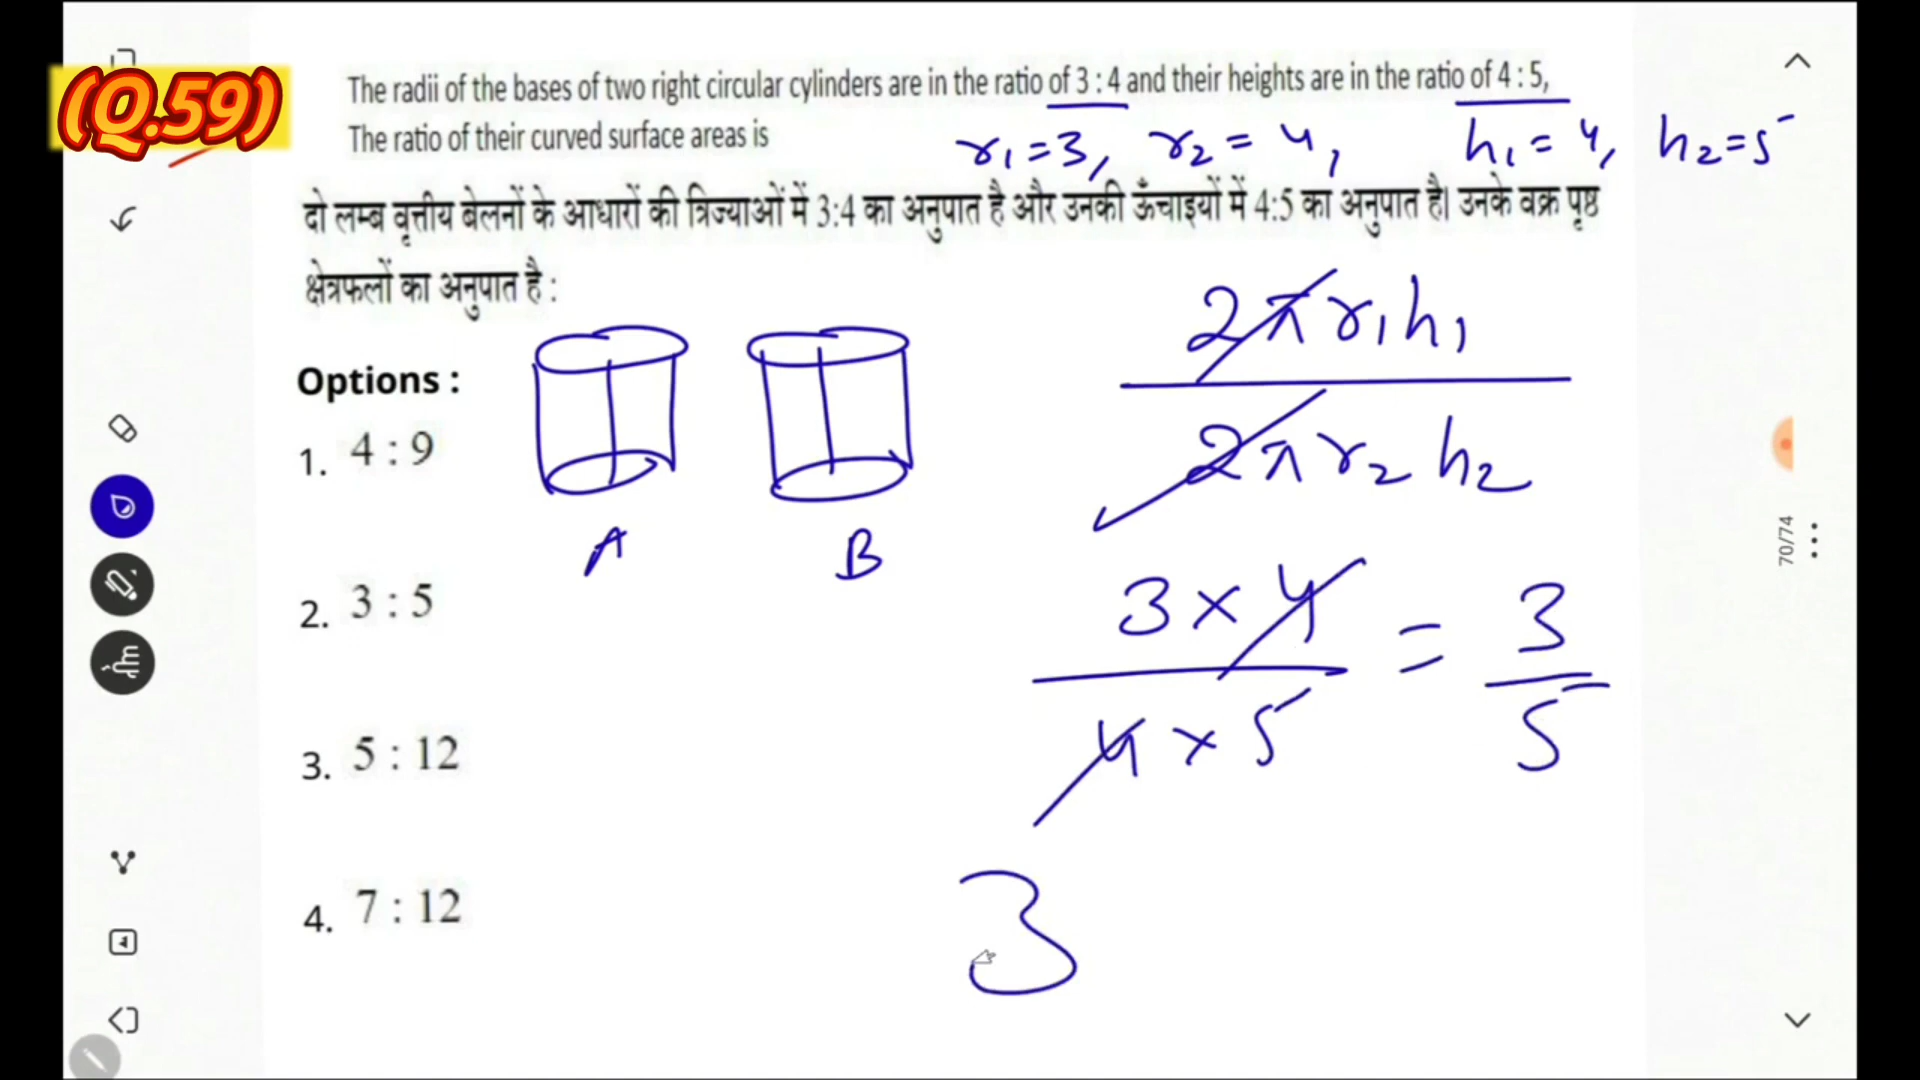 (Q.59)
The radii of the bases of two right circular cylinders are in the ratio of 3 : 4 and their heights are in the ratio of 4 : 5,
The ratio of their curved surface areas is
r1 = 3, r2 = 4, h1 = 4, h2 = 5
दो लम्ब वृत्तीय बेलनों के आधारों की त्रिज्याओं में 3:4 का अनुपात है और उनकी ऊँचाइयों में 4:5 का अनुपात है। उनके वक्र पृष्ठ
क्षेत्रफलों का अनुपात है :
2πr1h1
2πr2h2
Options :
1. 4 : 9
A B
2. 3 : 5
3 × 4 = 3
4 × 5 5
3. 5 : 12
4. 7 : 12
3
70/74